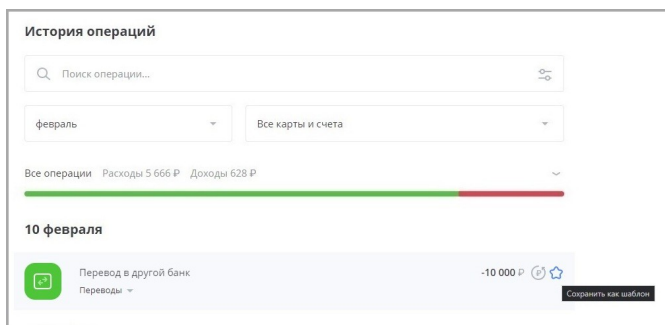 История операций
Поиск операции...
февраль
Все карты и счета
Все операции Расходы 5 666 ₽ Доходы 628 ₽
10 февраля
Перевод в другой банк
-10 000 ₽
Переводы
Сохранить как шаблон